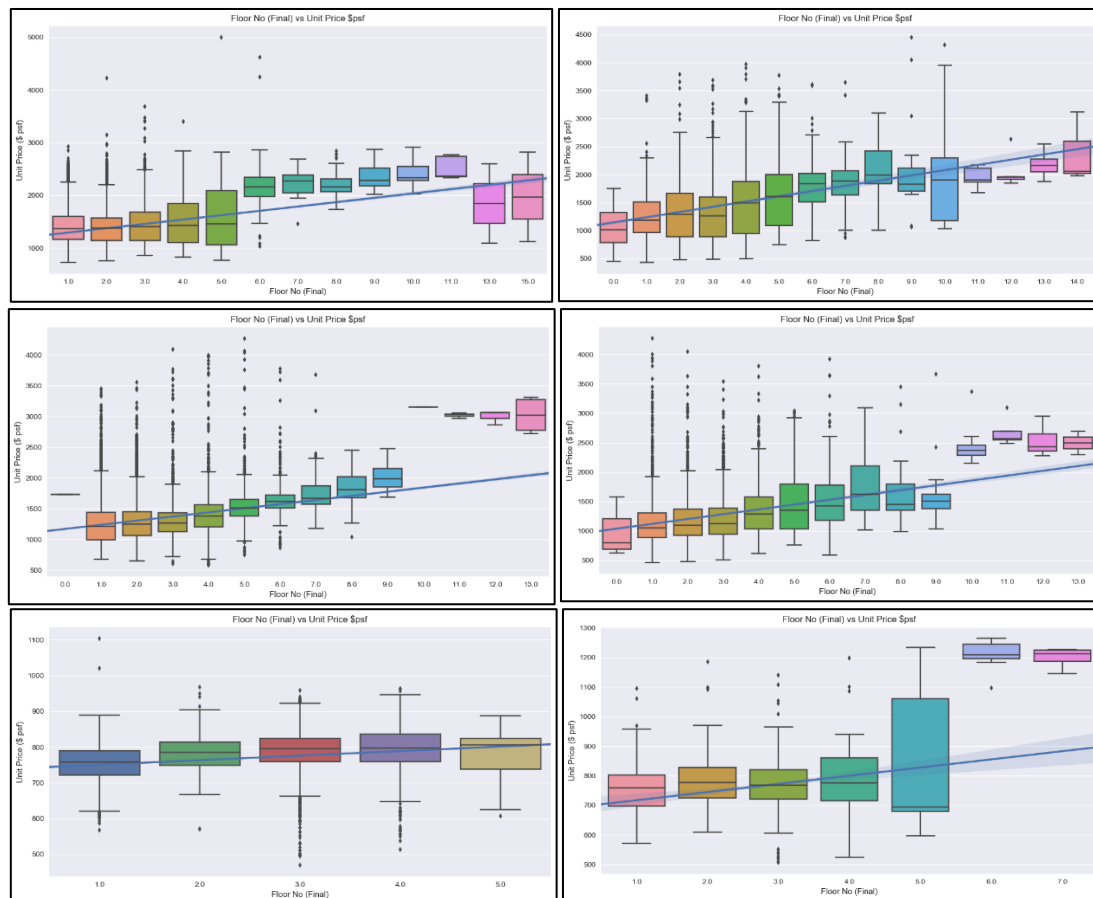 Floor No (Final) vs Unit Price $psf
5000
4000
3000
2000
1000
Unit Price ($ psf)
1.0 2.0 3.0 4.0 5.0 6.0 7.0 8.0 9.0 10.0 11.0 13.0 15.0
Floor No (Final)
Floor No (Final) vs Unit Price $psf
4500
4000
3500
3000
2500
2000
1500
1000
500
Unit Price ($ psf)
0.0 1.0 2.0 3.0 4.0 5.0 6.0 7.0 8.0 9.0 10.0 11.0 12.0 13.0 14.0
Floor No (Final)
Floor No (Final) vs Unit Price $psf
4000
3500
3000
2500
2000
1500
1000
500
Unit Price ($ psf)
0.0 1.0 2.0 3.0 4.0 5.0 6.0 7.0 8.0 9.0 10.0 11.0 12.0 13.0
Floor No (Final)
Floor No (Final) vs Unit Price $psf
4000
3500
3000
2500
2000
1500
1000
500
Unit Price ($ psf)
0.0 1.0 2.0 3.0 4.0 5.0 6.0 7.0 8.0 9.0 10.0 11.0 12.0 13.0
Floor No (Final)
Floor No (Final) vs Unit Price $psf
1100
1000
900
800
700
600
500
Unit Price ($ psf)
1.0 2.0 3.0 4.0 5.0
Floor No (Final)
Floor No (Final) vs Unit Price $psf
1300
1200
1100
1000
900
800
700
600
500
Unit Price ($ psf)
1.0 2.0 3.0 4.0 5.0 6.0 7.0
Floor No (Final)